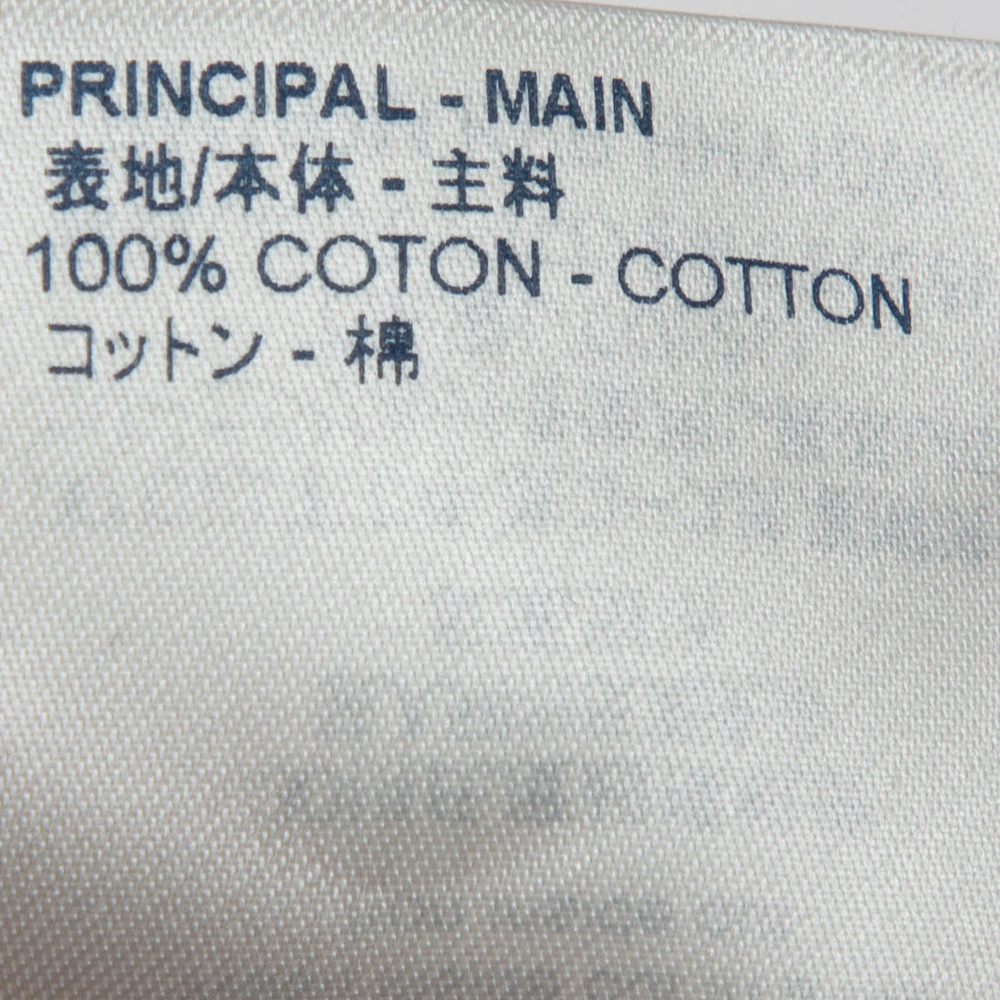 PRINCIPAL - MAIN
表地/本体 - 主料
100% COTON - COTTON
コットン - 棉